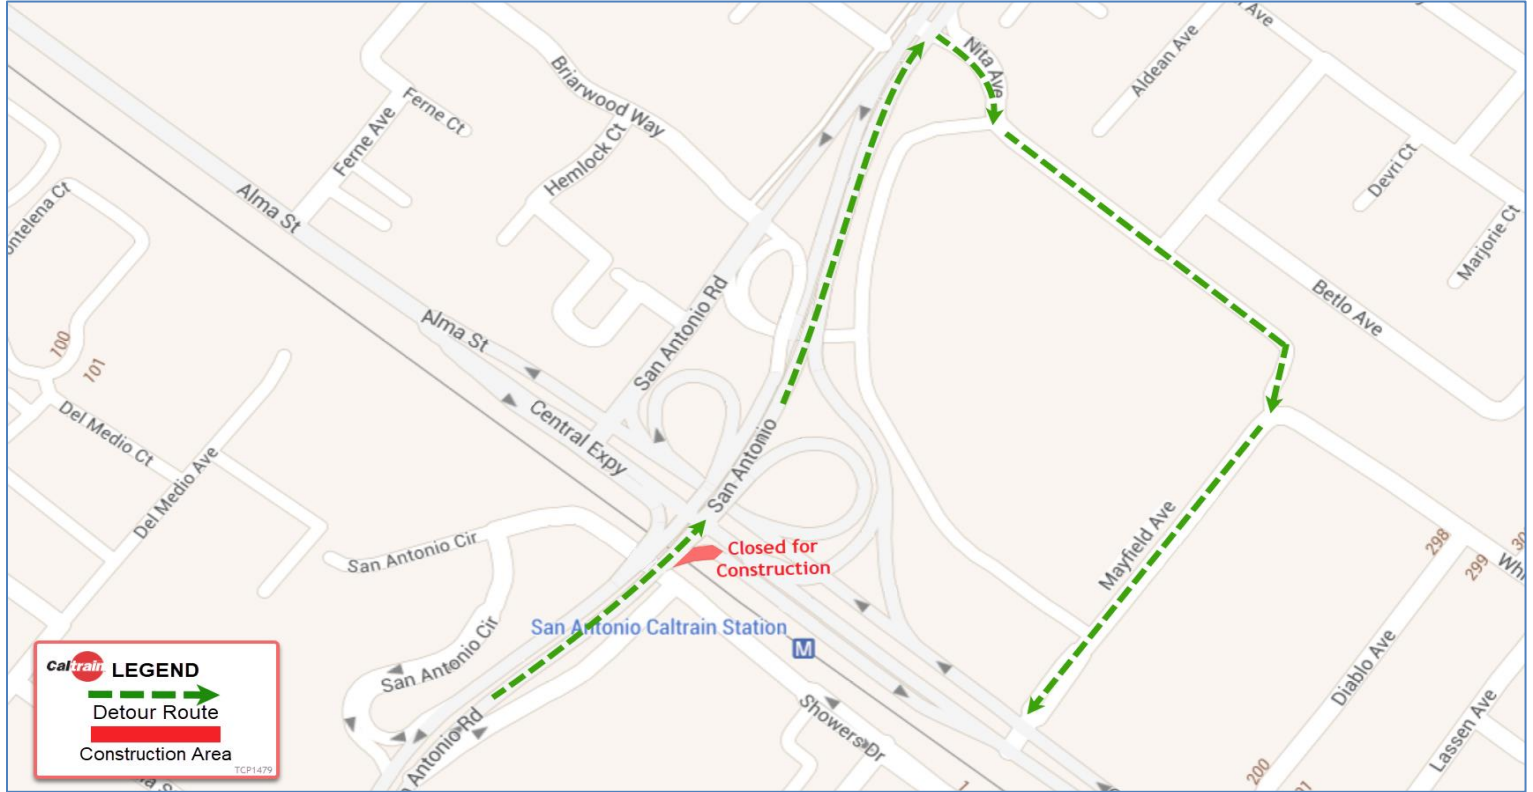 Nita Ave
Aldean Ave
Ave
Briarwood Way
Ferne Ct
Ferne Ave
Hemlock Ct
Devri Ct
Marjorie Ct
ontelena Ct
Alma St
Betlo Ave
San Antonio Rd
Alma St
100
101
Central Expy
San Antonio
Del Medio Ct
Del Medio Ave
Mayfield Ave
San Antonio Cir
Closed for
Construction
298
299
30
Wh
San Antonio Caltrain Station
M
San Antonio Cir
Diablo Ave
Showers Dr
Lassen Ave
Antonio Rd
200
Caltrain LEGEND
Detour Route
Construction Area
TCP1479